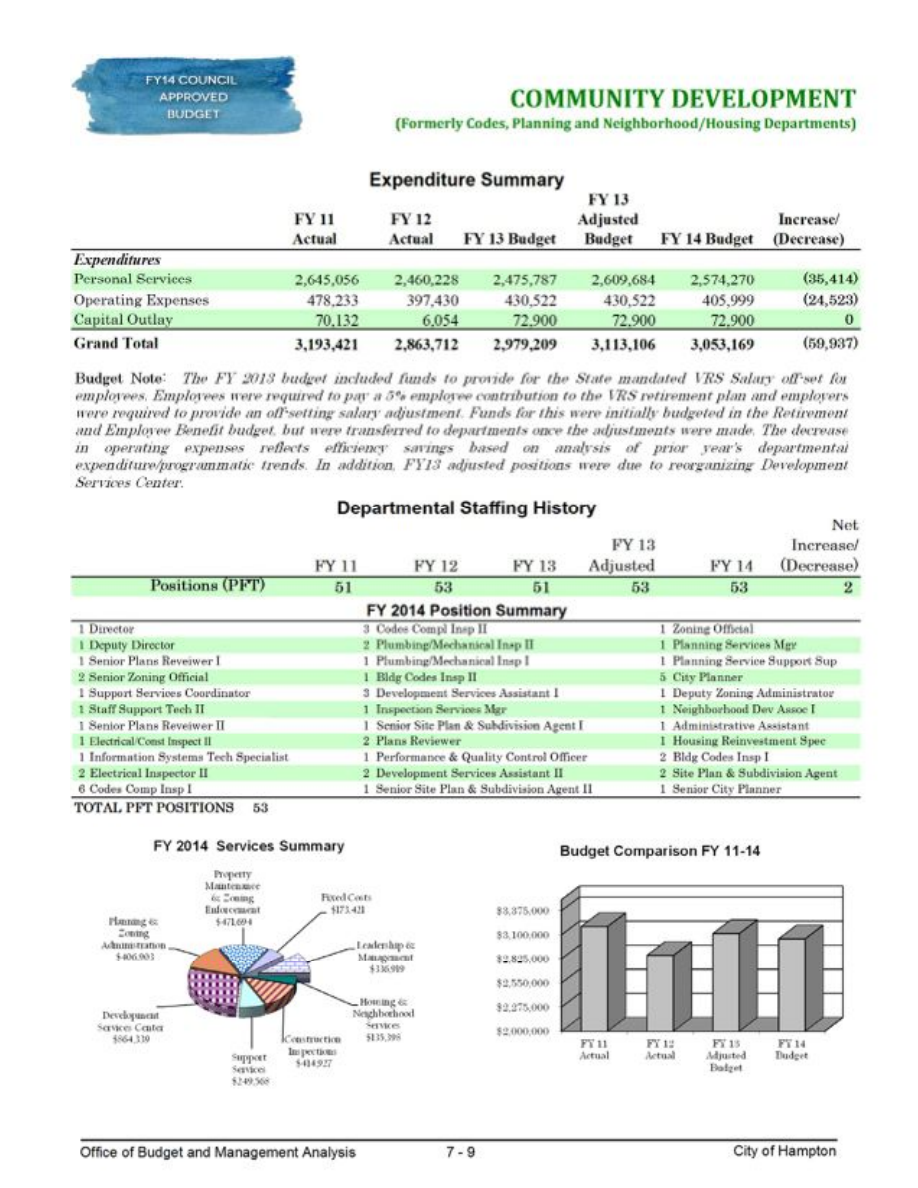 FY14 COUNCIL
APPROVED
BUDGET
COMMUNITY DEVELOPMENT
(Formerly Codes, Planning and Neighborhood/Housing Departments)
Expenditure Summary
FY 11 Actual FY 12 Actual FY 13 Budget FY 13 Adjusted Budget FY 14 Budget Increase/ (Decrease)
Expenditures
Personal Services 2,645,056 2,460,228 2,475,787 2,609,684 2,574,270 (35,414)
Operating Expenses 478,233 397,430 430,522 430,522 405,999 (24,523)
Capital Outlay 70,132 6,054 72,900 72,900 72,900 0
Grand Total 3,193,421 2,863,712 2,979,209 3,113,106 3,053,169 (59,937)
Budget Note: The FY 2013 budget included funds to provide for the State mandated VRS Salary off-set for
employees. Employees were required to pay a 5% employee contribution to the VRS retirement plan and employers
were required to provide an off-setting salary adjustment. Funds for this were initially budgeted in the Retirement
and Employee Benefit budget, but were transferred to departments once the adjustments were made. The decrease
in operating expenses reflects efficiency savings based on analysis of prior year's departmental
expenditure/programmatic trends. In addition, FY13 adjusted positions were due to reorganizing Development
Services Center.
Departmental Staffing History
FY 11 FY 12 FY 13 FY 13 Adjusted FY 14 Net Increase/ (Decrease)
Positions (PFT) 51 53 51 53 53 2
FY 2014 Position Summary
1 Director 3 Codes Compl Insp II 1 Zoning Official
1 Deputy Director 2 Plumbing/Mechanical Insp II 1 Planning Services Mgr
1 Senior Plans Reveiwer I 1 Plumbing/Mechanical Insp I 1 Planning Service Support Sup
2 Senior Zoning Official 1 Bldg Codes Insp II 5 City Planner
1 Support Services Coordinator 3 Development Services Assistant I 1 Deputy Zoning Administrator
1 Staff Support Tech II 1 Inspection Services Mgr 1 Neighborhood Dev Assoc I
1 Senior Plans Reveiwer II 1 Senior Site Plan & Subdivision Agent I 1 Administrative Assistant
1 Electrical/Const Inspect II 2 Plans Reviewer 1 Housing Reinvestment Spec
1 Information Systems Tech Specialist 1 Performance & Quality Control Officer 2 Bldg Codes Insp I
2 Electrical Inspector II 2 Development Services Assistant II 2 Site Plan & Subdivision Agent
6 Codes Comp Insp I 1 Senior Site Plan & Subdivision Agent II 1 Senior City Planner
TOTAL PFT POSITIONS 53
FY 2014 Services Summary
Property
Maintenance
& Zoning
Enforcement
$471,694
Fixed Costs
$173,421
Planning &
Zoning
Administration
$406,903
Leadership &
Management
$336,919
Housing &
Neighborhood
Services
$135,398
Development
Services Center
$864,339
Construction
Inspections
$414,927
Support
Services
$249,568
Budget Comparison FY 11-14
$3,375,000
$3,100,000
$2,825,000
$2,550,000
$2,275,000
$2,000,000
FY 11 Actual
FY 12 Actual
FY 13 Adjusted Budget
FY 14 Budget
Office of Budget and Management Analysis 7 - 9 City of Hampton